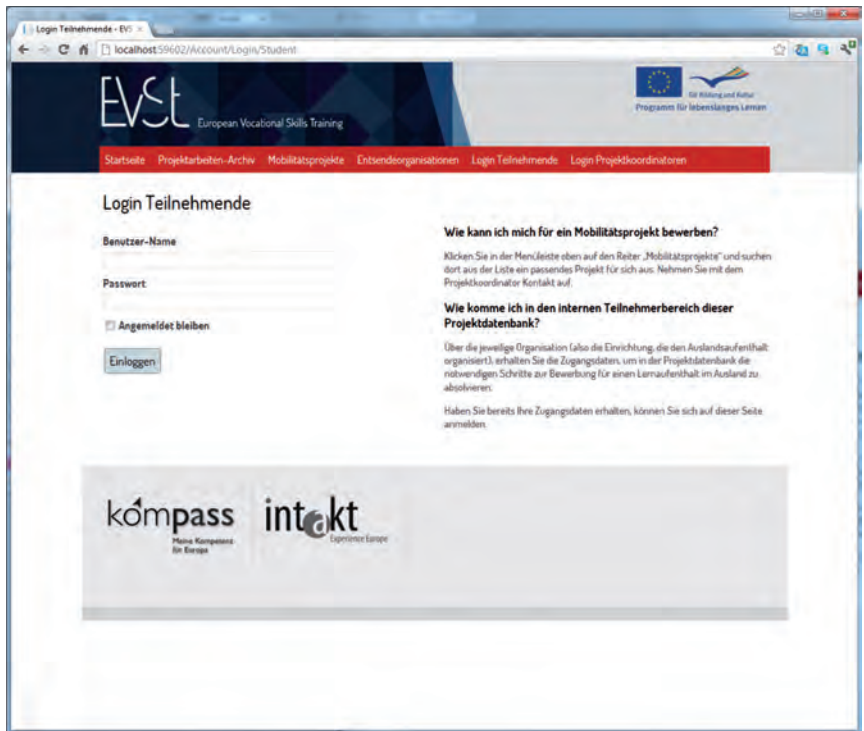 Login Teilnehmende - EVS
localhost:59602/Account/Login/Student
EVSt European Vocational Skills Training
für Bildung und Kultur
Programm für lebenslanges Lernen
Startseite Projektarbeiten-Archiv Mobilitätsprojekte Entsendeorganisationen Login Teilnehmende Login Projektkoordinatoren
Login Teilnehmende
Benutzer-Name
Passwort
Angemeldet bleiben
Einloggen
Wie kann ich mich für ein Mobilitätsprojekt bewerben?
Klicken Sie in der Menüleiste oben auf den Reiter „Mobilitätsprojekte" und suchen
dort aus der Liste ein passendes Projekt für sich aus. Nehmen Sie mit dem
Projektkoordinator Kontakt auf.
Wie komme ich in den internen Teilnehmerbereich dieser
Projektdatenbank?
Über die jeweilige Organisation (also die Einrichtung, die den Auslandsaufenthalt
organisiert), erhalten Sie die Zugangsdaten, um in der Projektdatenbank die
notwendigen Schritte zur Bewerbung für einen Lernaufenthalt im Ausland zu
absolvieren.
Haben Sie bereits Ihre Zugangsdaten erhalten, können Sie sich auf dieser Seite
anmelden.
kompass
Meine Kompetenz
für Europa
intakt
Experience Europe